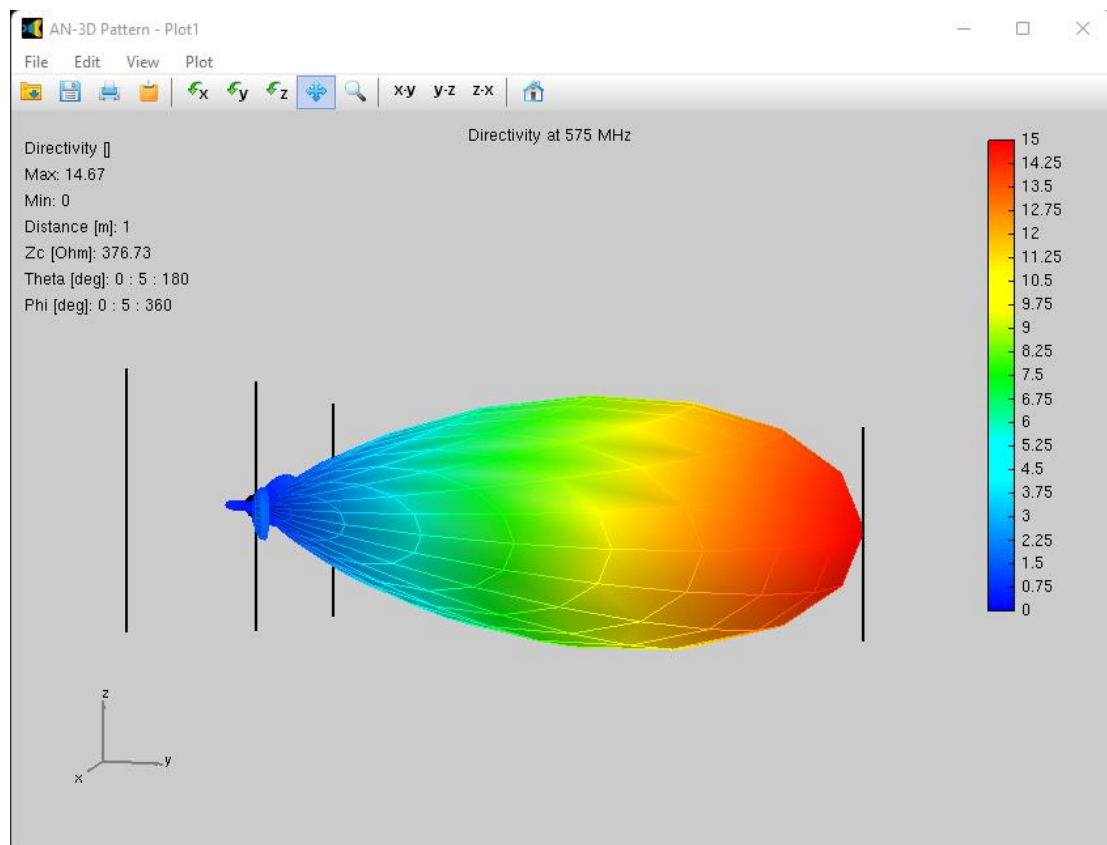 AN-3D Pattern - Plot1
File Edit View Plot
x y z x-y y-z z-x
Directivity at 575 MHz
Directivity []
Max: 14.67
Min: 0
Distance [m]: 1
Zc [Ohm]: 376.73
Theta [deg]: 0 : 5 : 180
Phi [deg]: 0 : 5 : 360
15
14.25
13.5
12.75
12
11.25
10.5
9.75
9
8.25
7.5
6.75
6
5.25
4.5
3.75
3
2.25
1.5
0.75
0
z
y
x